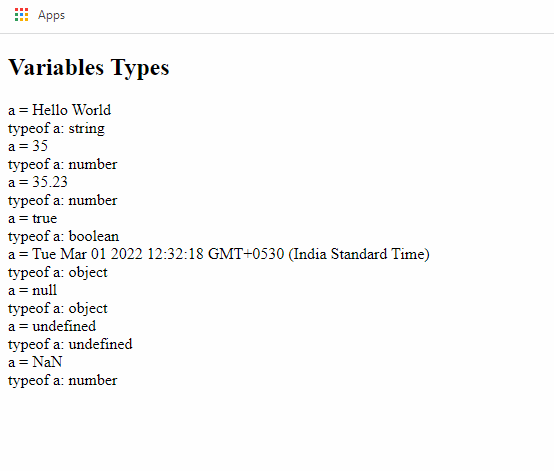 Apps
Variables Types
a = Hello World
typeof a: string
a = 35
typeof a: number
a = 35.23
typeof a: number
a = true
typeof a: boolean
a = Tue Mar 01 2022 12:32:18 GMT+0530 (India Standard Time)
typeof a: object
a = null
typeof a: object
a = undefined
typeof a: undefined
a = NaN
typeof a: number